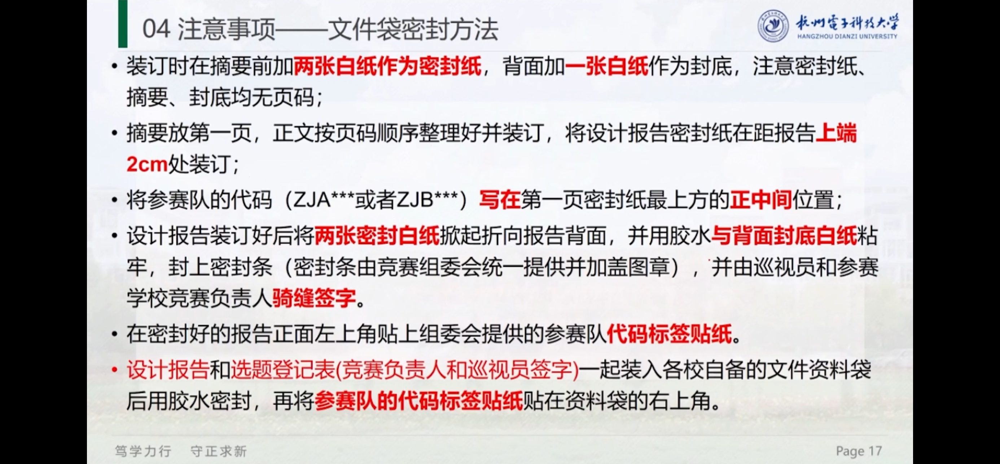 04 注意事项——文件袋密封方法
杭州電子科技大学
HANGZHOU DIANZI UNIVERSITY
• 装订时在摘要前加两张白纸作为密封纸，背面加一张白纸作为封底，注意密封纸、
摘要、封底均无页码；
• 摘要放第一页，正文按页码顺序整理好并装订，将设计报告密封纸在距报告上端
2cm处装订；
• 将参赛队的代码（ZJA***或者ZJB***）写在第一页密封纸最上方的正中间位置；
• 设计报告装订好后将两张密封白纸掀起折向报告背面，并用胶水与背面封底白纸粘
牢，封上密封条（密封条由竞赛组委会统一提供并加盖图章），并由巡视员和参赛
学校竞赛负责人骑缝签字。
• 在密封好的报告正面左上角贴上组委会提供的参赛队代码标签贴纸。
• 设计报告和选题登记表(竞赛负责人和巡视员签字)一起装入各校自备的文件资料袋
后用胶水密封，再将参赛队的代码标签贴纸贴在资料袋的右上角。
笃学力行 守正求新
Page 17